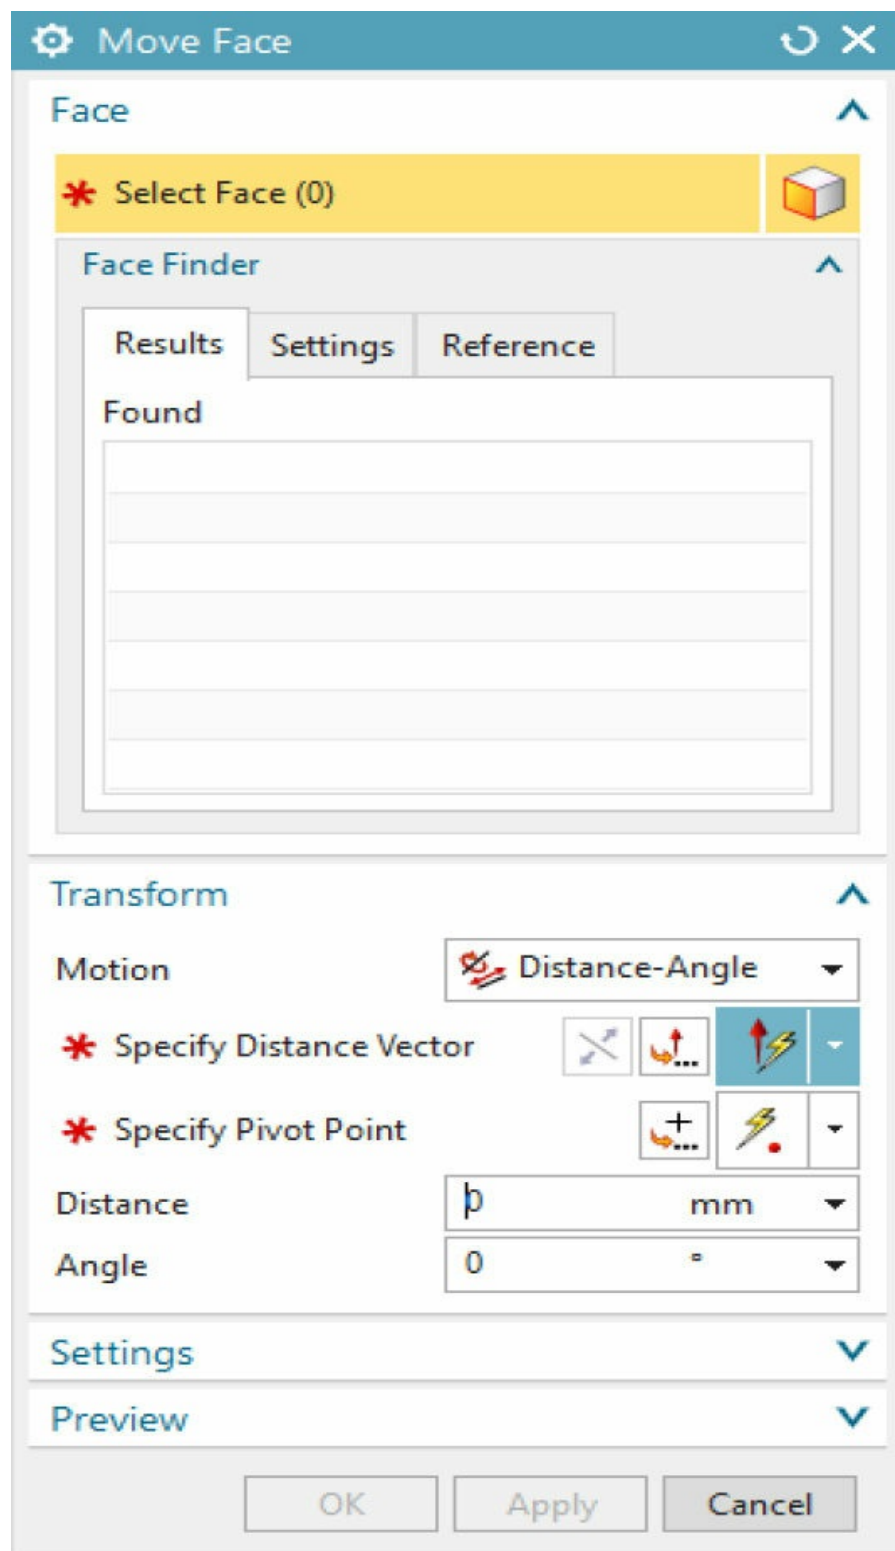 Move Face
Face
* Select Face (0)
Face Finder
Results Settings Reference
Found
Transform
Motion Distance-Angle
* Specify Distance Vector
* Specify Pivot Point
Distance 0 mm
Angle 0 °
Settings
Preview
OK Apply Cancel